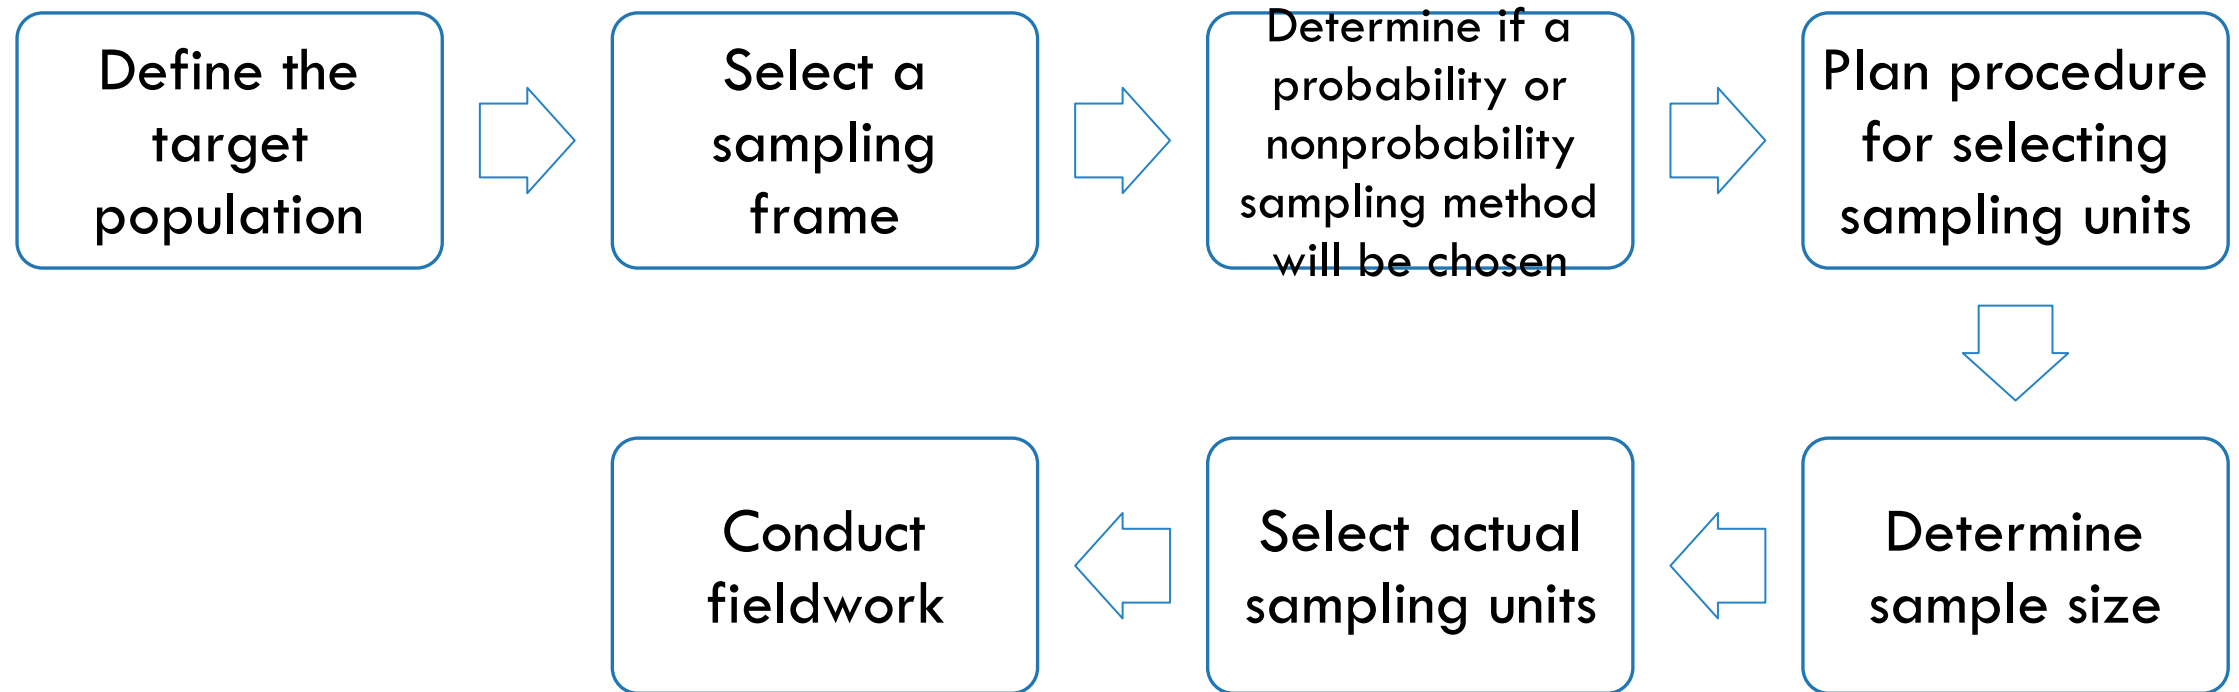 Define the
target
population
Select a
sampling
frame
Determine if a
probability or
nonprobability
sampling method
will be chosen
Plan procedure
for selecting
sampling units
Determine
sample size
Select actual
sampling units
Conduct
fieldwork